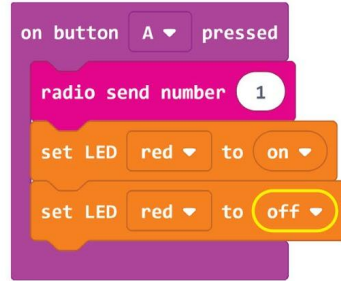 on button A pressed
radio send number 1
set LED red to on
set LED red to off